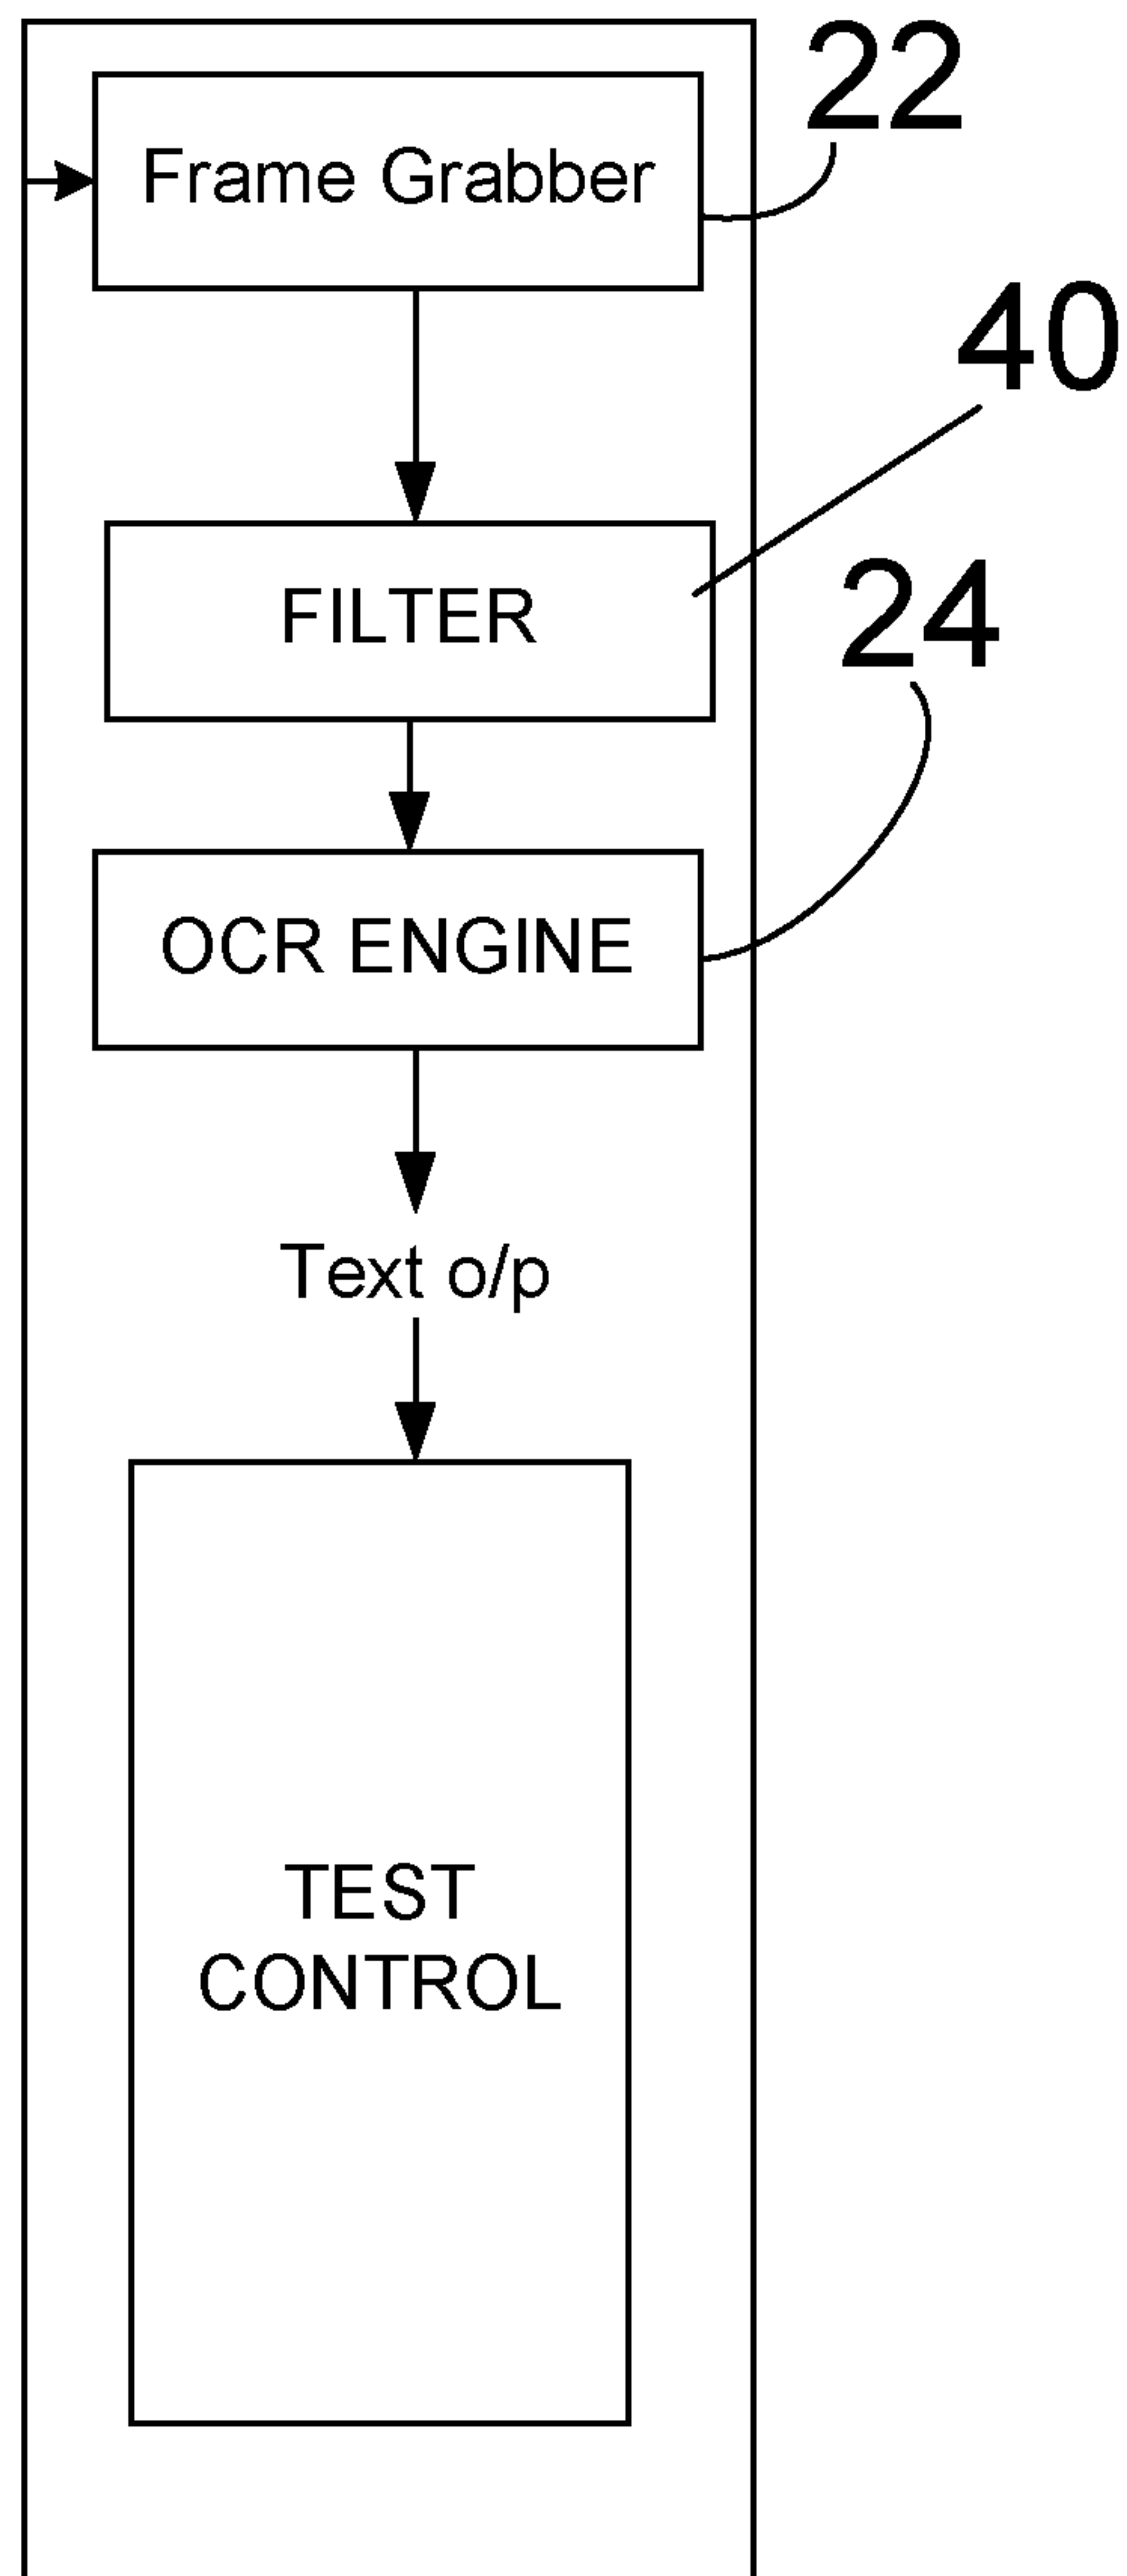 22
Frame Grabber
40
FILTER
24
OCR ENGINE
Text o/p
TEST
CONTROL